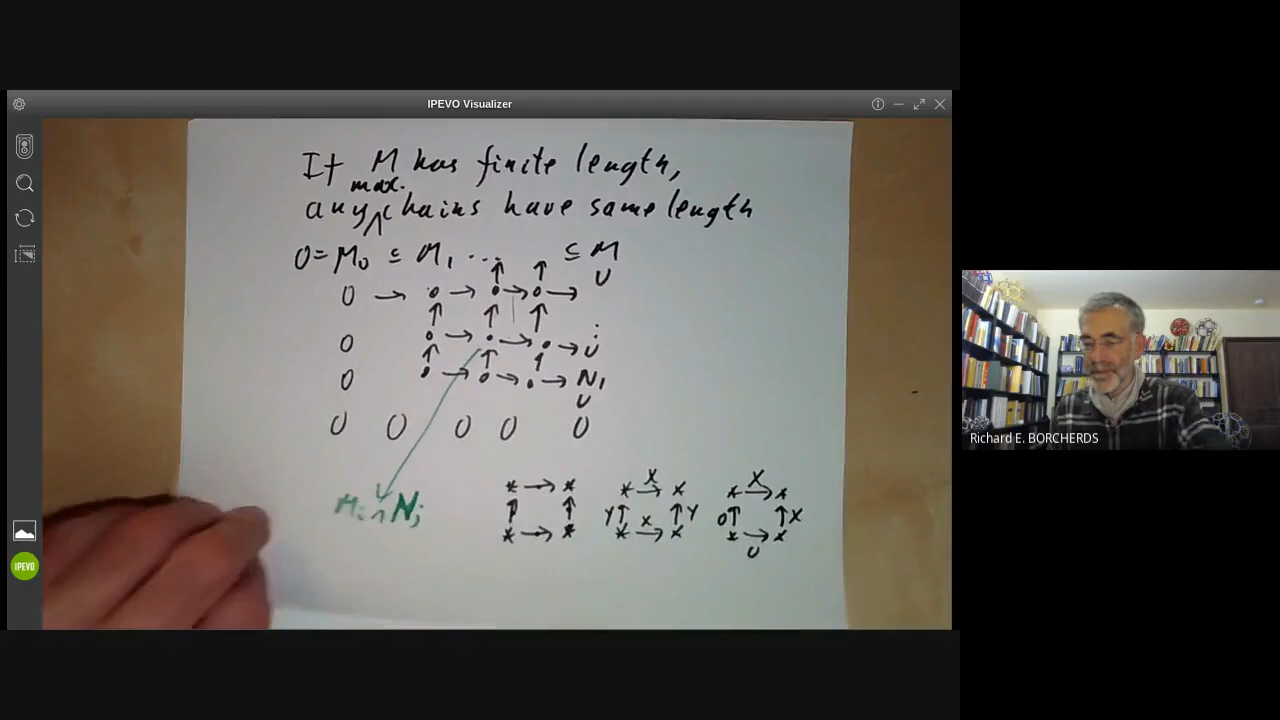 IPEVO Visualizer
If M has finite length,
max.
any ∧ chains have same length
0 = M₀ ⊆ M₁ ... ⊆ M
0 → • → • → • → ∪
0 • → • → • → ∪
0 • → • → • → N₁
∪
0 0 0 0 0
Mᵢ ∩ Nⱼ
* → * * X → * * X → *
↑ ↑ Y ↑ ↑ Y 0 ↑ ↑ X
* → * * X → * * → *
0
IPEVO
Richard E. BORCHERDS